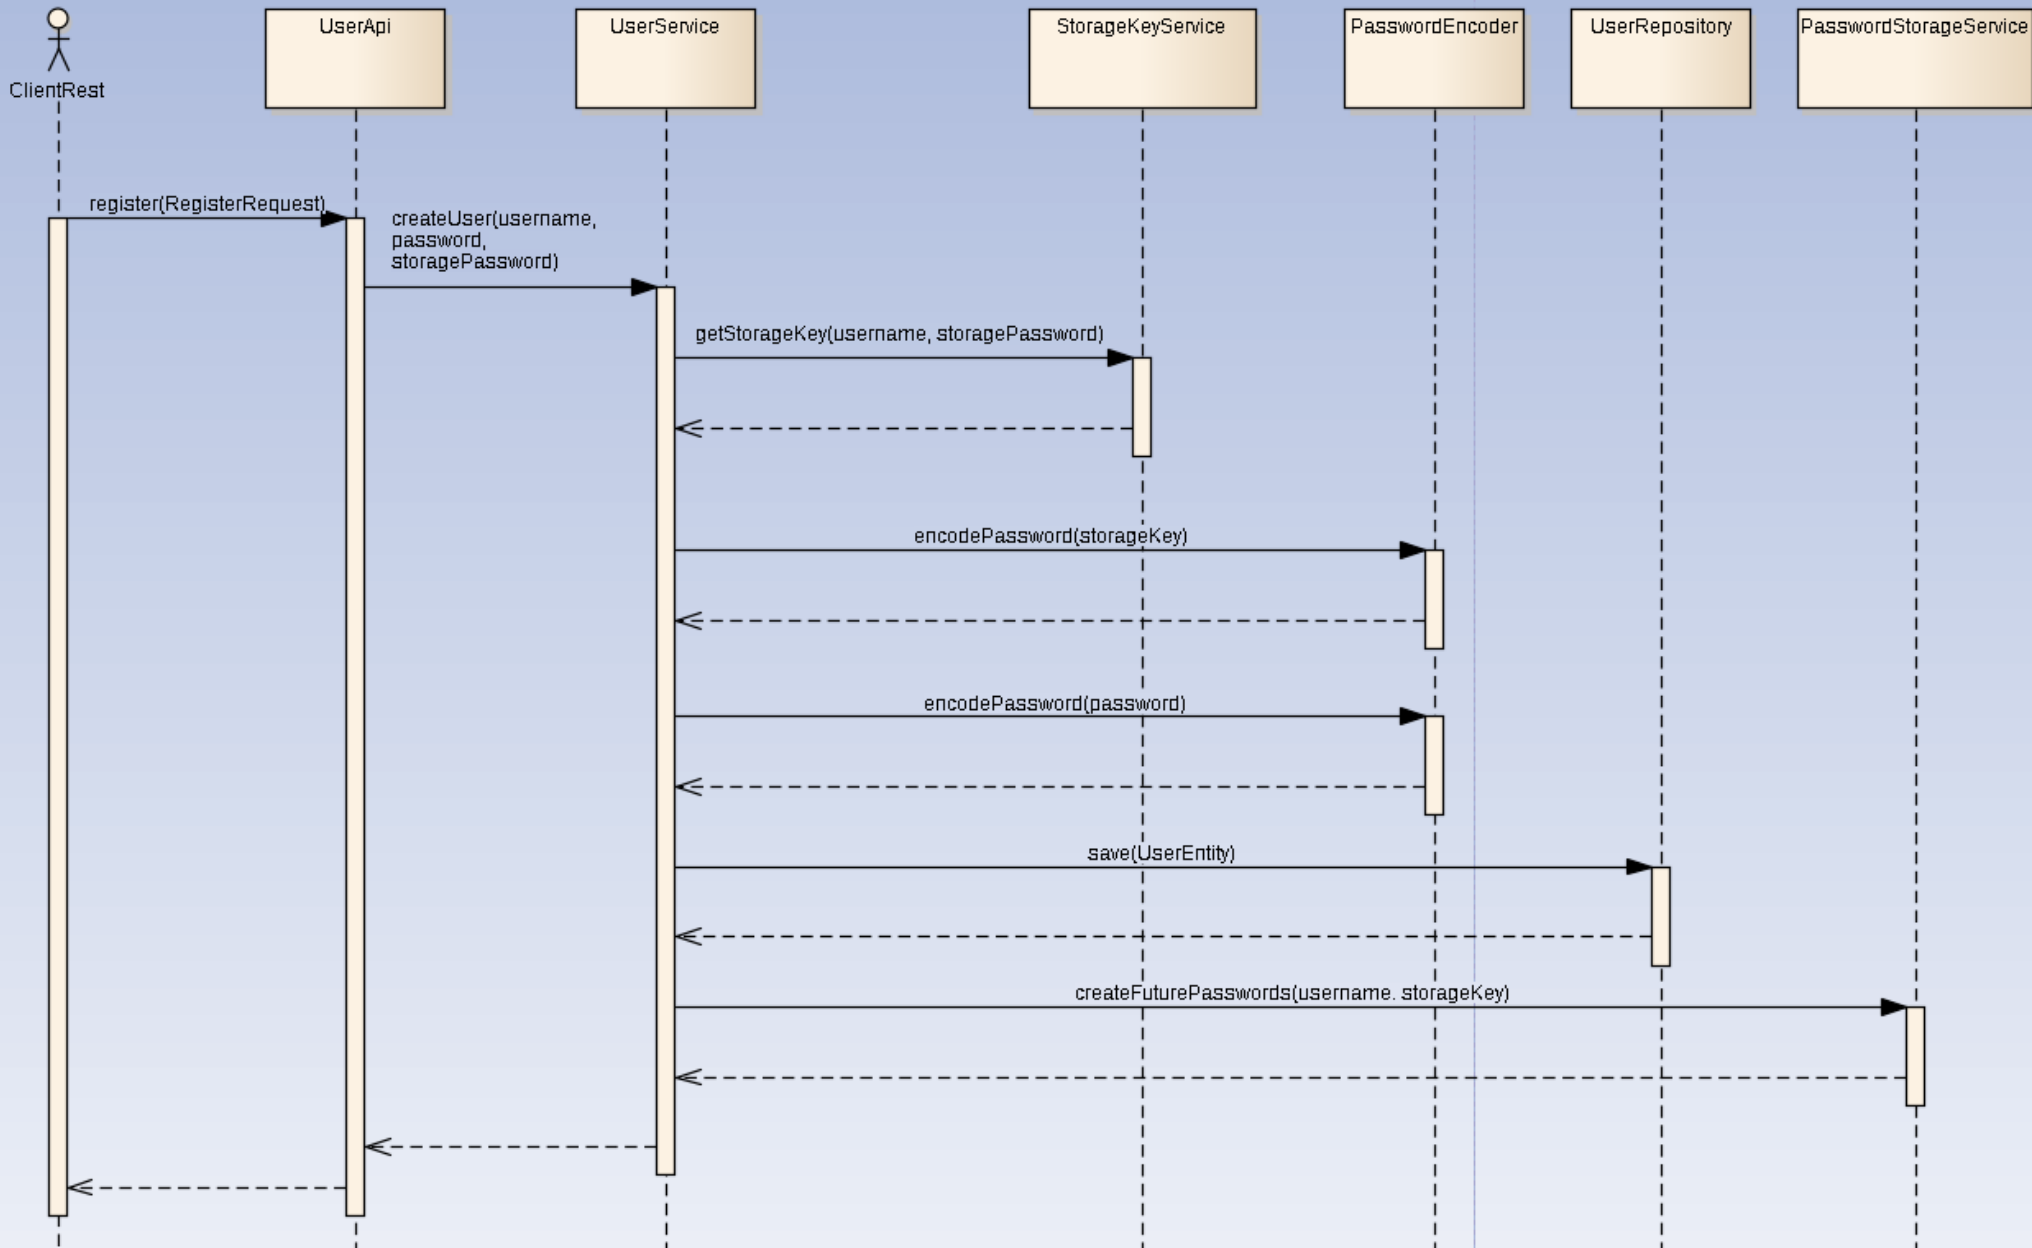 ClientRest
UserApi
UserService
StorageKeyService
PasswordEncoder
UserRepository
PasswordStorageService
register(RegisterRequest)
createUser(username,
password,
storagePassword)
getStorageKey(username, storagePassword)
encodePassword(storageKey)
encodePassword(password)
save(UserEntity)
createFuturePasswords(username. storageKey)